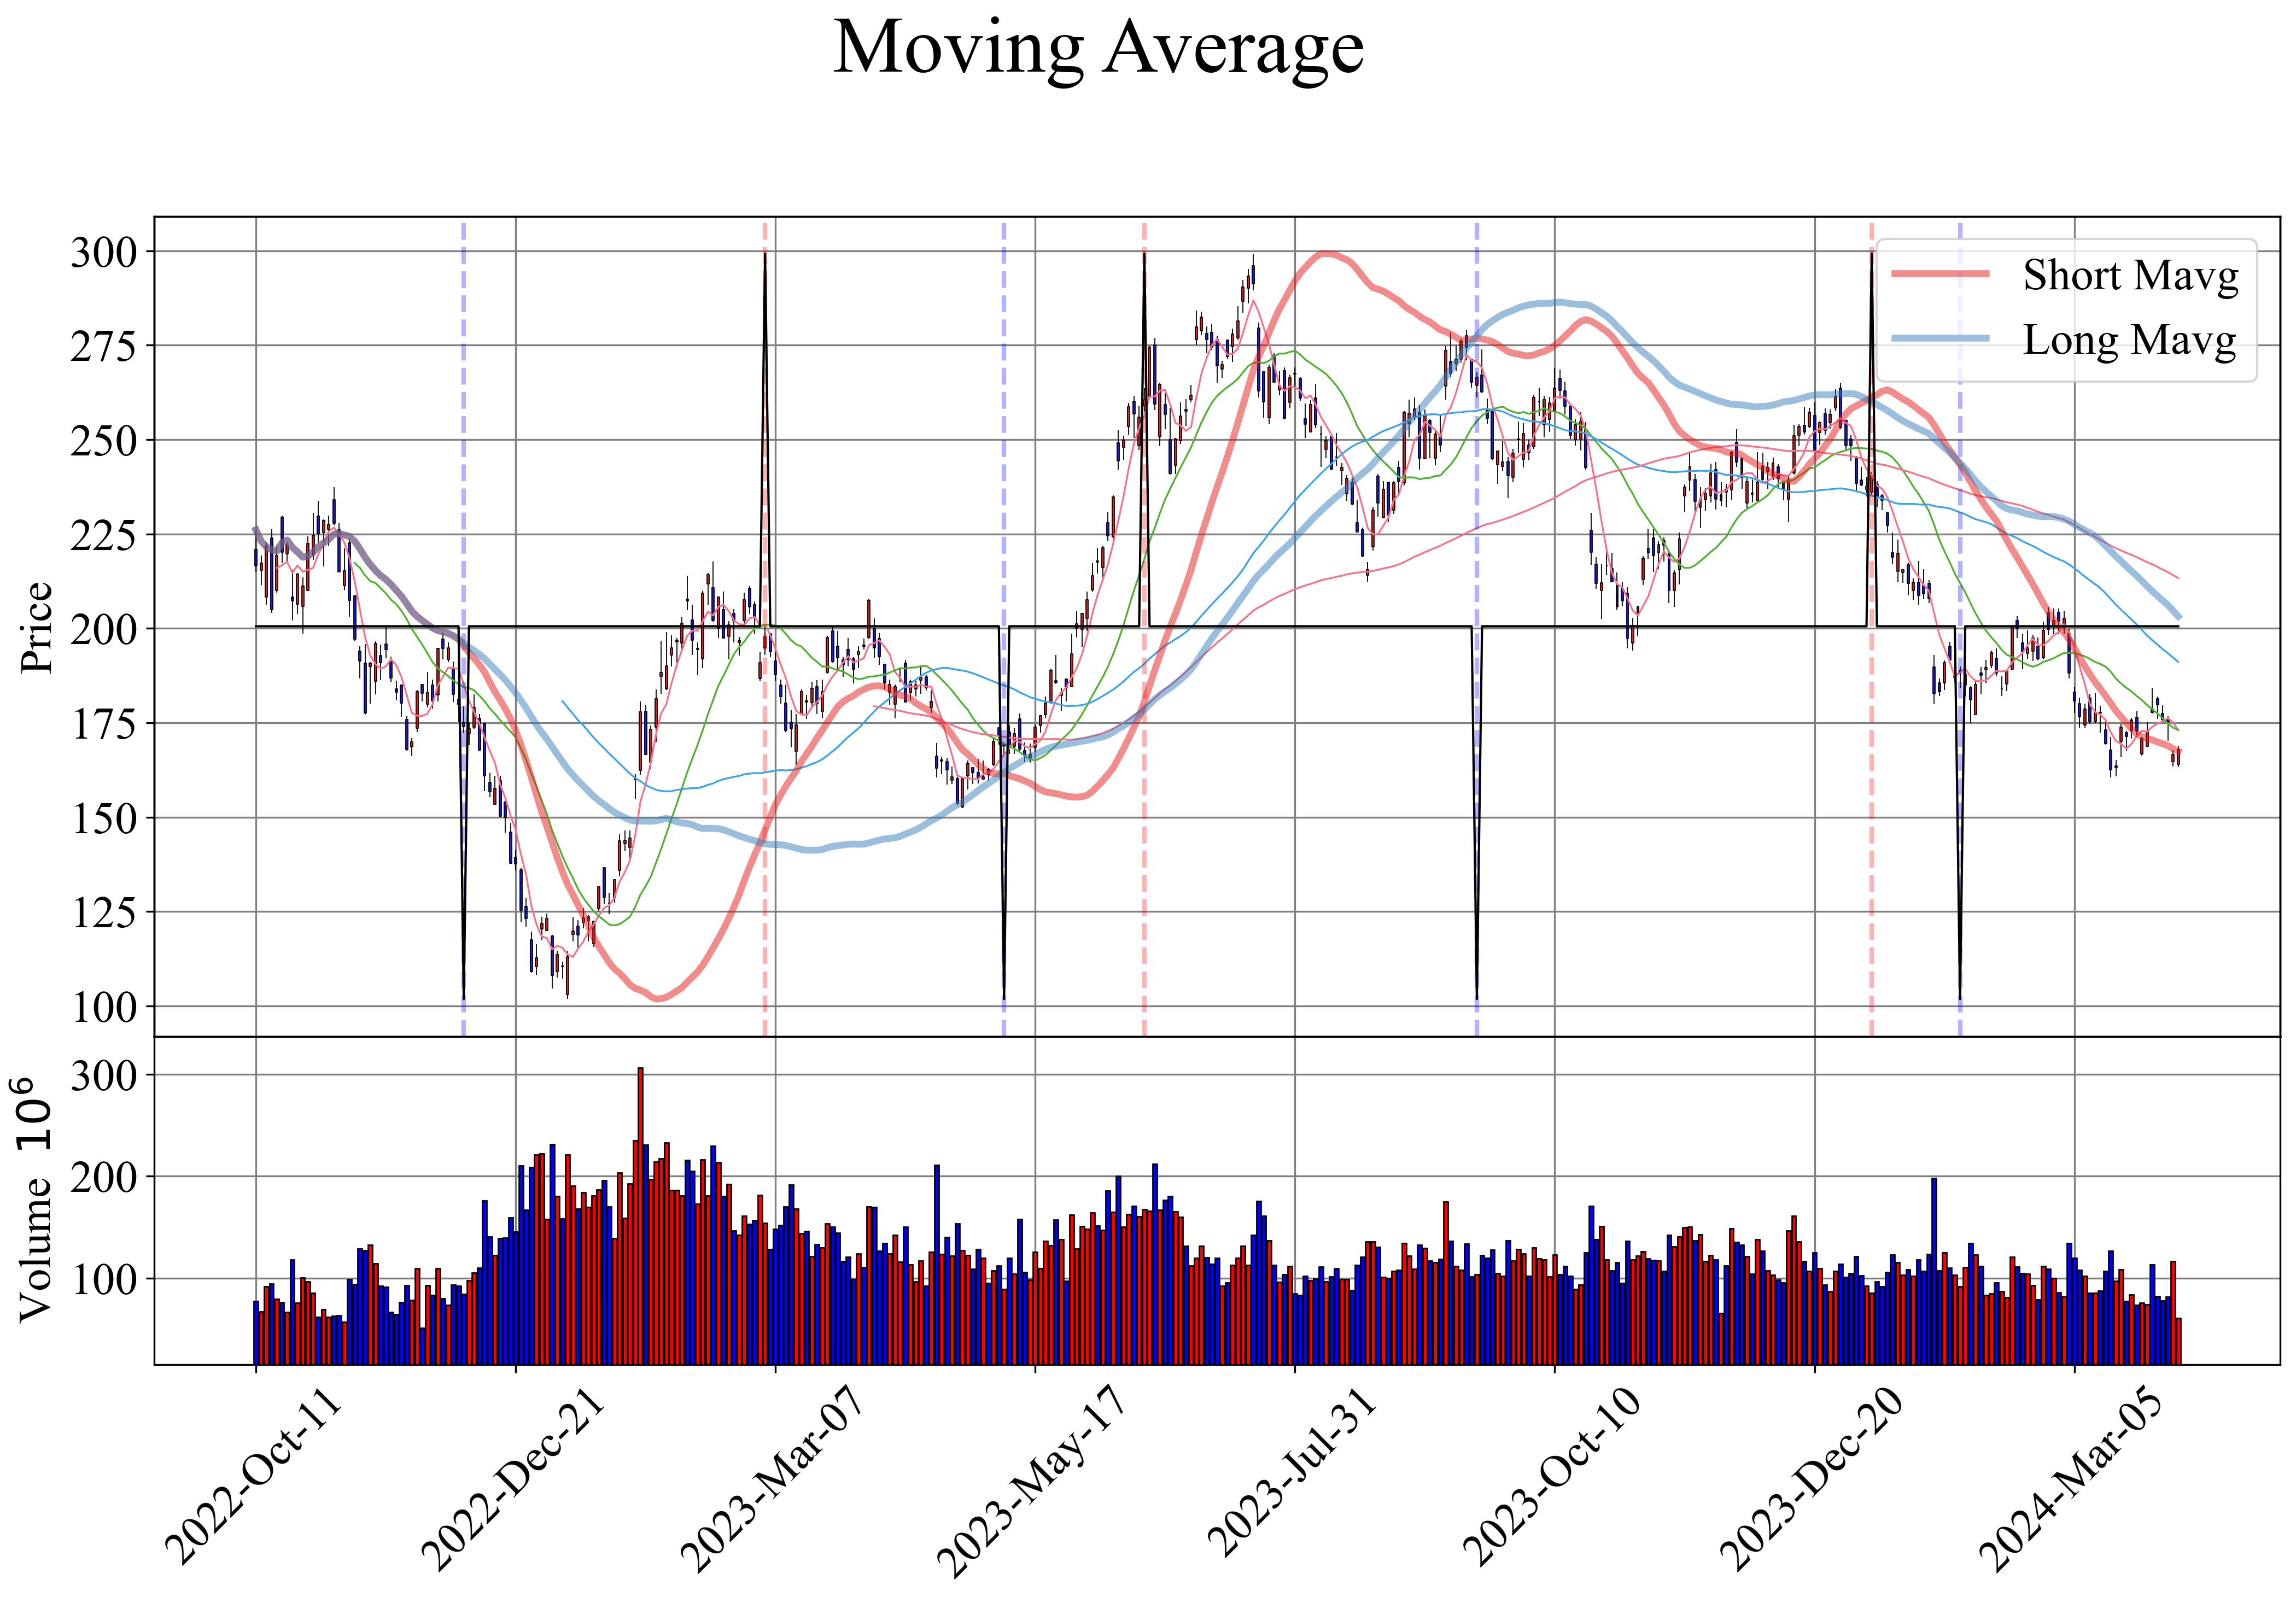 Moving Average
Short Mavg
Long Mavg
Price
300
275
250
225
200
175
150
125
100
Volume 10⁶
300
200
100
2022-Oct-11
2022-Dec-21
2023-Mar-07
2023-May-17
2023-Jul-31
2023-Oct-10
2023-Dec-20
2024-Mar-05